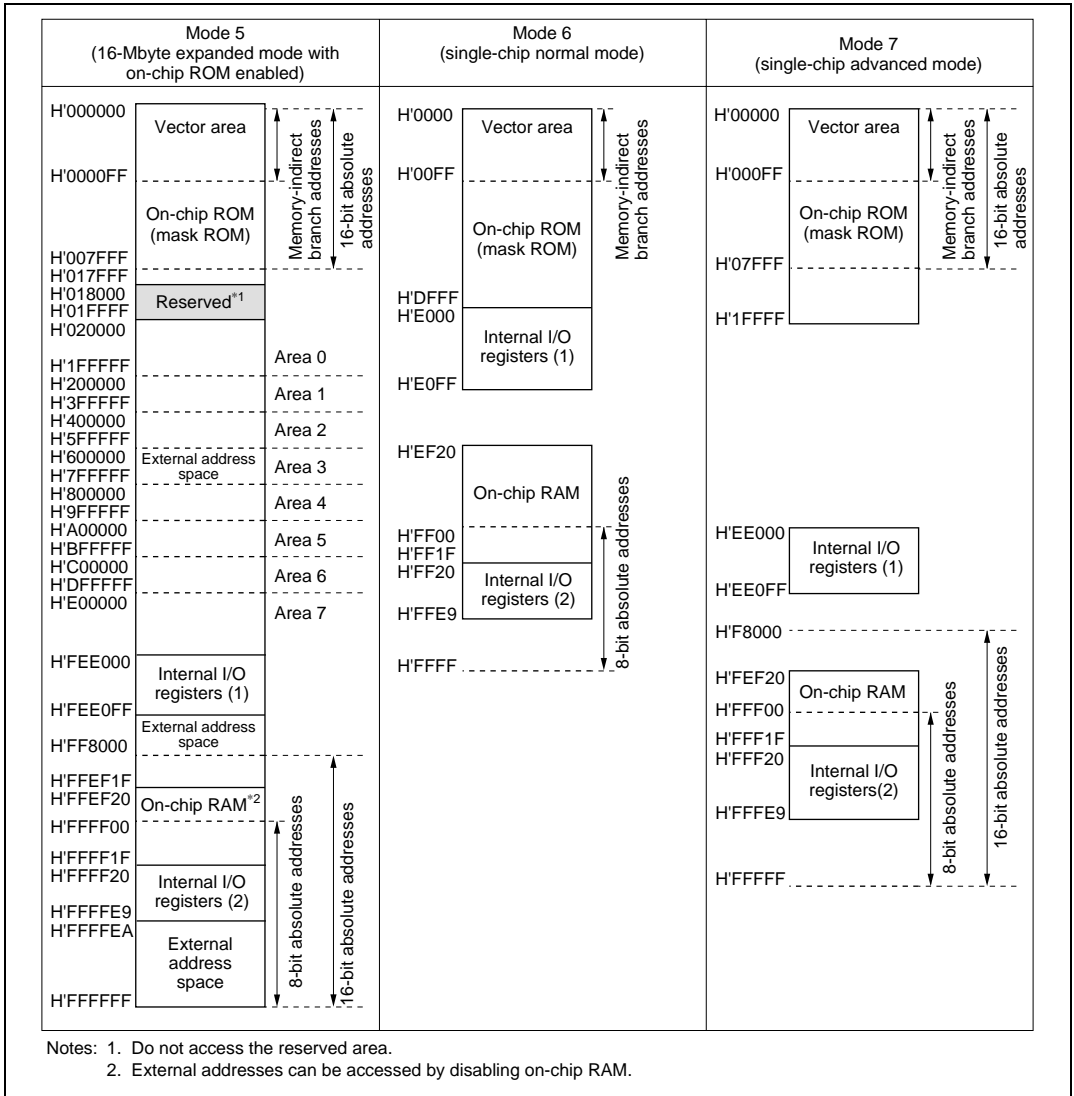 Mode 5
(16-Mbyte expanded mode with
on-chip ROM enabled)
H'000000
Vector area
H'0000FF
On-chip ROM
(mask ROM)
Memory-indirect
branch addresses
16-bit absolute
addresses
H'007FFF
H'017FFF
H'018000
Reserved*1
H'01FFFF
H'020000
Area 0
H'1FFFFF
H'200000
Area 1
H'3FFFFF
H'400000
Area 2
H'5FFFFF
H'600000
External address
space
Area 3
H'7FFFFF
H'800000
Area 4
H'9FFFFF
H'A00000
Area 5
H'BFFFFF
H'C00000
Area 6
H'DFFFFF
H'E00000
Area 7
H'FEE000
Internal I/O
registers (1)
H'FEE0FF
External address
space
H'FF8000
H'FFEF1F
H'FFEF20
On-chip RAM*2
H'FFFF00
H'FFFF1F
H'FFFF20
Internal I/O
registers (2)
H'FFFFE9
H'FFFFEA
External
address
space
H'FFFFFF
8-bit absolute addresses
16-bit absolute addresses
Mode 6
(single-chip normal mode)
H'0000
Vector area
H'00FF
On-chip ROM
(mask ROM)
Memory-indirect
branch addresses
H'DFFF
H'E000
Internal I/O
registers (1)
H'E0FF
H'EF20
On-chip RAM
H'FF00
H'FF1F
H'FF20
Internal I/O
registers (2)
H'FFE9
H'FFFF
8-bit absolute addresses
Mode 7
(single-chip advanced mode)
H'00000
Vector area
H'000FF
On-chip ROM
(mask ROM)
Memory-indirect
branch addresses
16-bit absolute
addresses
H'07FFF
H'1FFFF
H'EE000
Internal I/O
registers (1)
H'EE0FF
H'F8000
H'FEF20
On-chip RAM
H'FFF00
H'FFF1F
H'FFF20
Internal I/O
registers(2)
H'FFFE9
H'FFFFF
8-bit absolute addresses
16-bit absolute addresses
Notes: 1. Do not access the reserved area.
2. External addresses can be accessed by disabling on-chip RAM.